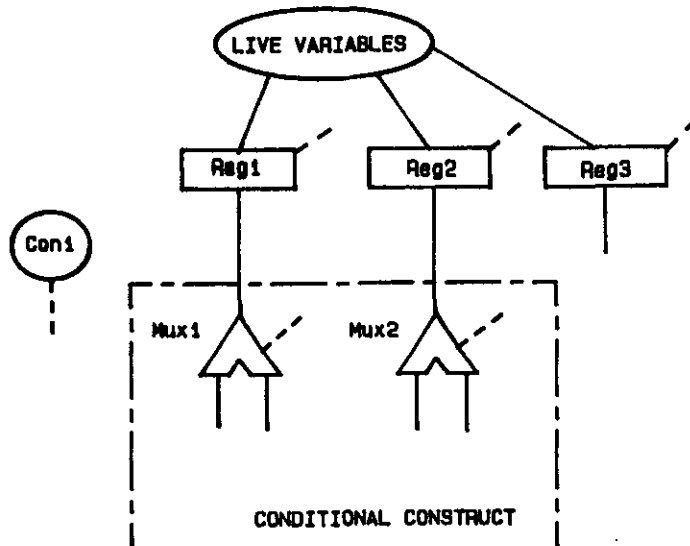 LIVE VARIABLES
Reg1
Reg2
Reg3
Con1
Mux1
Mux2
CONDITIONAL CONSTRUCT